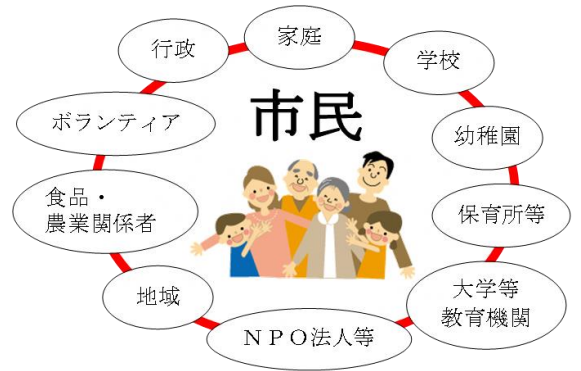 家庭
学校
幼稚園
保育所等
大学等
教育機関
ＮＰＯ法人等
地域
食品・
農業関係者
ボランティア
行政
市民